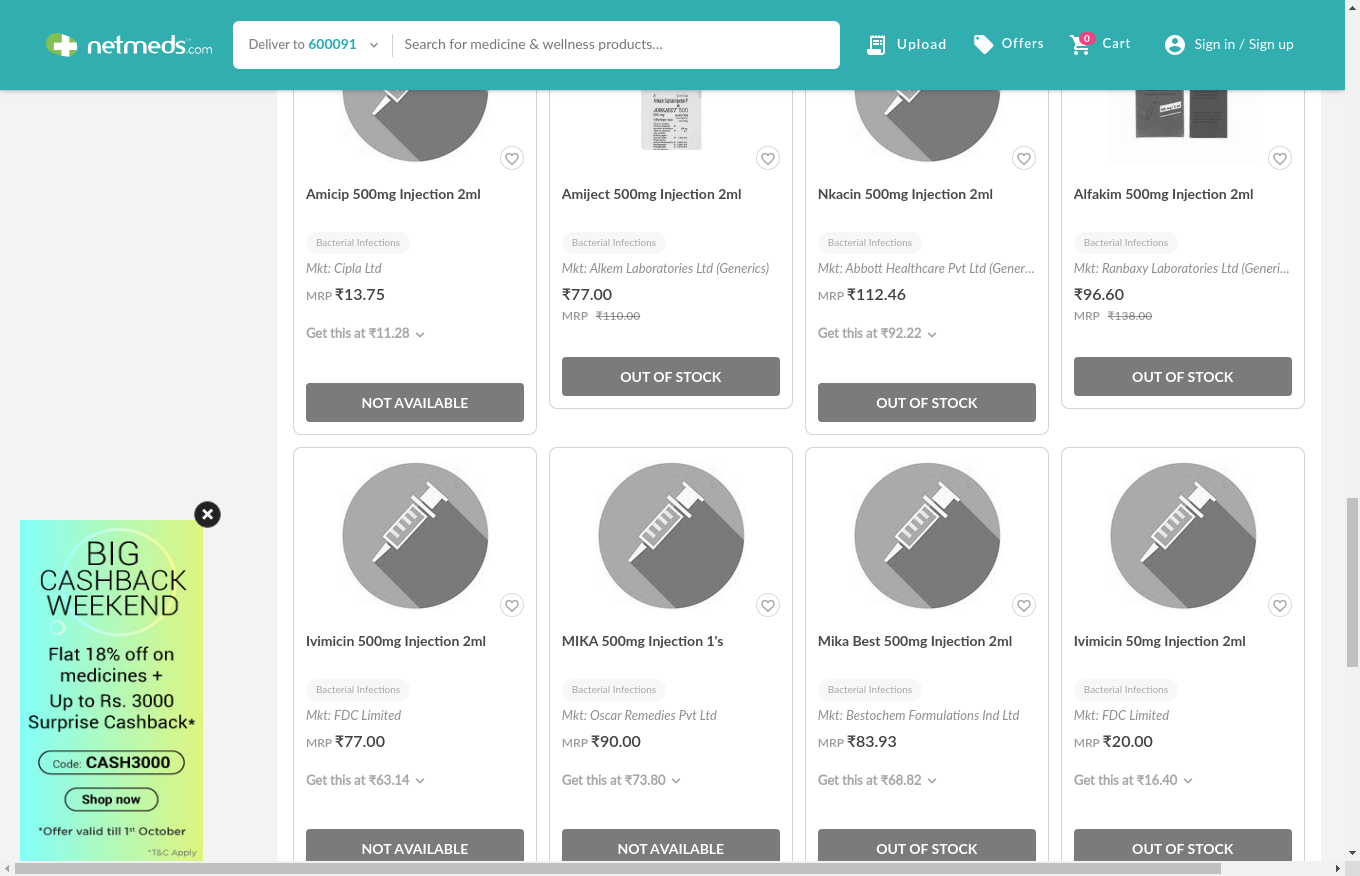 netmeds.com
Deliver to 600091
Search for medicine & wellness products...
Upload
Offers
0
Cart
Sign in / Sign up
AMIJECT 500
Amicip 500mg Injection 2ml
Bacterial Infections
Mkt: Cipla Ltd
MRP ₹13.75
Get this at ₹11.28
NOT AVAILABLE
Amiject 500mg Injection 2ml
Bacterial Infections
Mkt: Alkem Laboratories Ltd (Generics)
₹77.00
MRP ₹110.00
OUT OF STOCK
Nkacin 500mg Injection 2ml
Bacterial Infections
Mkt: Abbott Healthcare Pvt Ltd (Gener...
MRP ₹112.46
Get this at ₹92.22
OUT OF STOCK
Alfakim 500mg Injection 2ml
Bacterial Infections
Mkt: Ranbaxy Laboratories Ltd (Generi...
₹96.60
MRP ₹138.00
OUT OF STOCK
Ivimicin 500mg Injection 2ml
Bacterial Infections
Mkt: FDC Limited
MRP ₹77.00
Get this at ₹63.14
NOT AVAILABLE
MIKA 500mg Injection 1's
Bacterial Infections
Mkt: Oscar Remedies Pvt Ltd
MRP ₹90.00
Get this at ₹73.80
NOT AVAILABLE
Mika Best 500mg Injection 2ml
Bacterial Infections
Mkt: Bestochem Formulations Ind Ltd
MRP ₹83.93
Get this at ₹68.82
OUT OF STOCK
Ivimicin 50mg Injection 2ml
Bacterial Infections
Mkt: FDC Limited
MRP ₹20.00
Get this at ₹16.40
OUT OF STOCK
BIG
CASHBACK
WEEKEND
Flat 18% off on
medicines +
Up to Rs. 3000
Surprise Cashback*
Code: CASH3000
Shop now
*Offer valid till 1st October
*T&C Apply